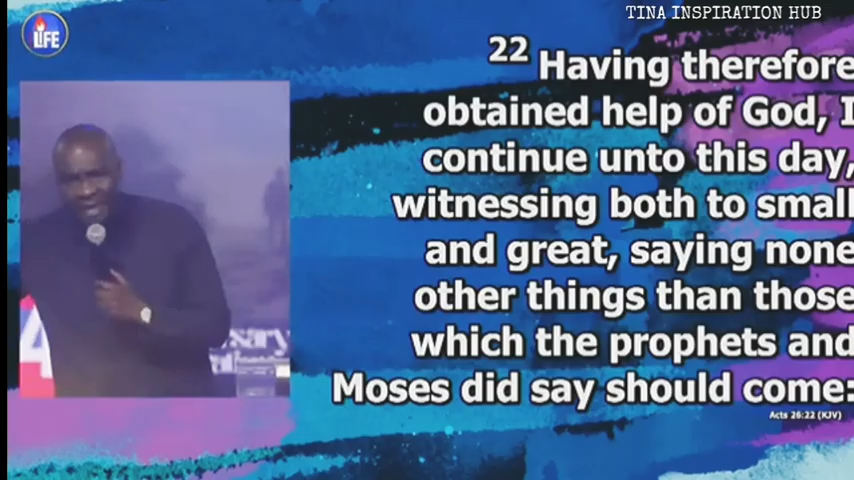 TINA INSPIRATION HUB
LIFE
22 Having therefore
obtained help of God, I
continue unto this day,
witnessing both to small
and great, saying none
other things than those
which the prophets and
Moses did say should come:
Acts 26:22 (KJV)